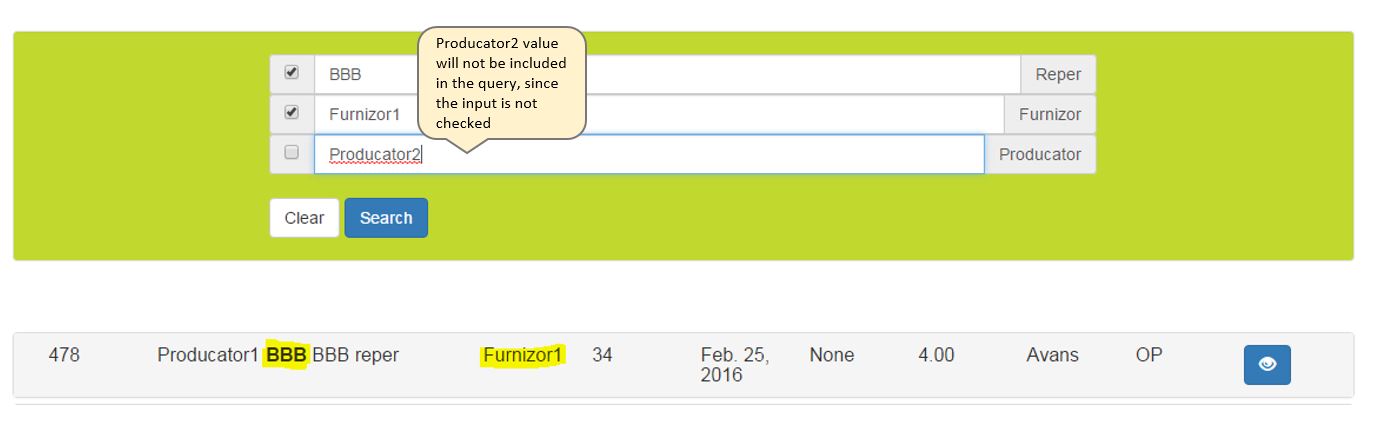 Producator2 value
will not be included
in the query, since
the input is not
checked
BBB Reper
Furnizor1 Furnizor
Producator2 Producator
Clear Search
478 Producator1 BBB BBB reper Furnizor1 34 Feb. 25, None 4.00 Avans OP
2016